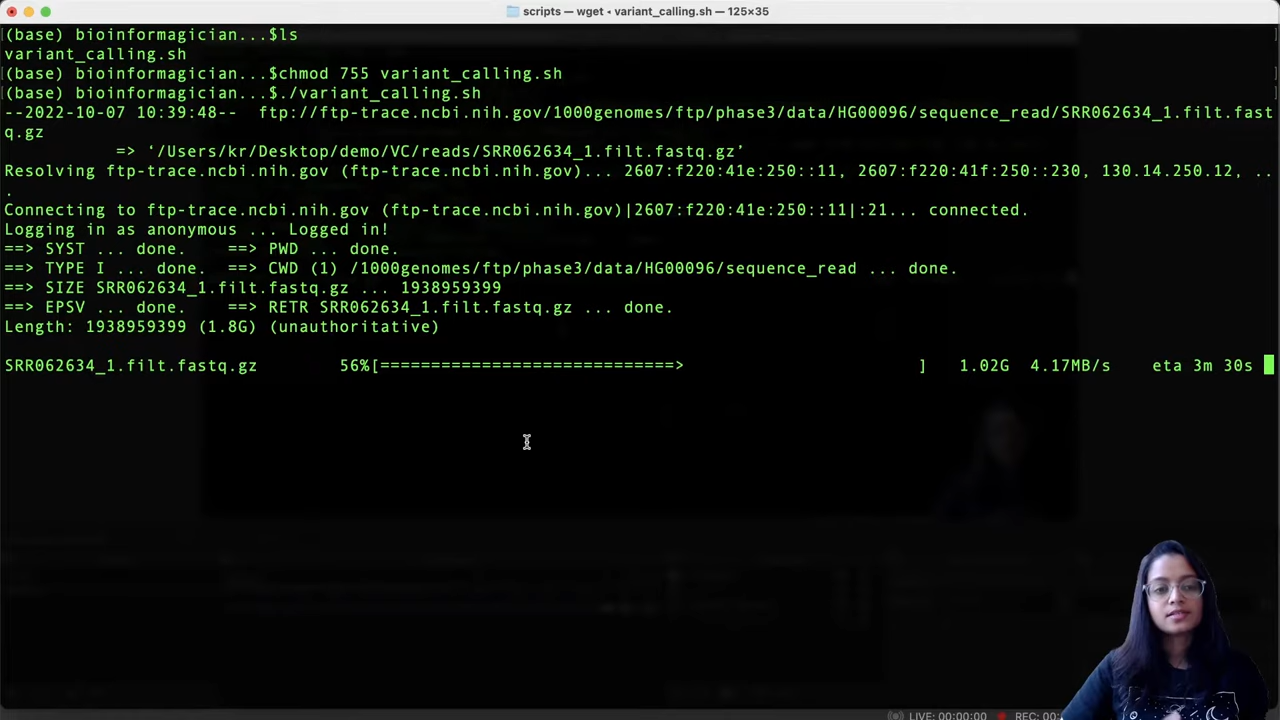 scripts — wget ◂ variant_calling.sh — 125×35
(base) bioinformagician...$ls
variant_calling.sh
(base) bioinformagician...$chmod 755 variant_calling.sh
(base) bioinformagician...$./variant_calling.sh
--2022-10-07 10:39:48--  ftp://ftp-trace.ncbi.nih.gov/1000genomes/ftp/phase3/data/HG00096/sequence_read/SRR062634_1.filt.fast
q.gz
           => ‘/Users/kr/Desktop/demo/VC/reads/SRR062634_1.filt.fastq.gz’
Resolving ftp-trace.ncbi.nih.gov (ftp-trace.ncbi.nih.gov)... 2607:f220:41e:250::11, 2607:f220:41f:250::230, 130.14.250.12, ..
.
Connecting to ftp-trace.ncbi.nih.gov (ftp-trace.ncbi.nih.gov)|2607:f220:41e:250::11|:21... connected.
Logging in as anonymous ... Logged in!
==> SYST ... done.    ==> PWD ... done.
==> TYPE I ... done.  ==> CWD (1) /1000genomes/ftp/phase3/data/HG00096/sequence_read ... done.
==> SIZE SRR062634_1.filt.fastq.gz ... 1938959399
==> EPSV ... done.    ==> RETR SRR062634_1.filt.fastq.gz ... done.
Length: 1938959399 (1.8G) (unauthoritative)
SRR062634_1.filt.fastq.gz        56%[=============================>                       ]   1.02G  4.17MB/s    eta 3m 30s
LIVE: 00:00:00 REC: 00: